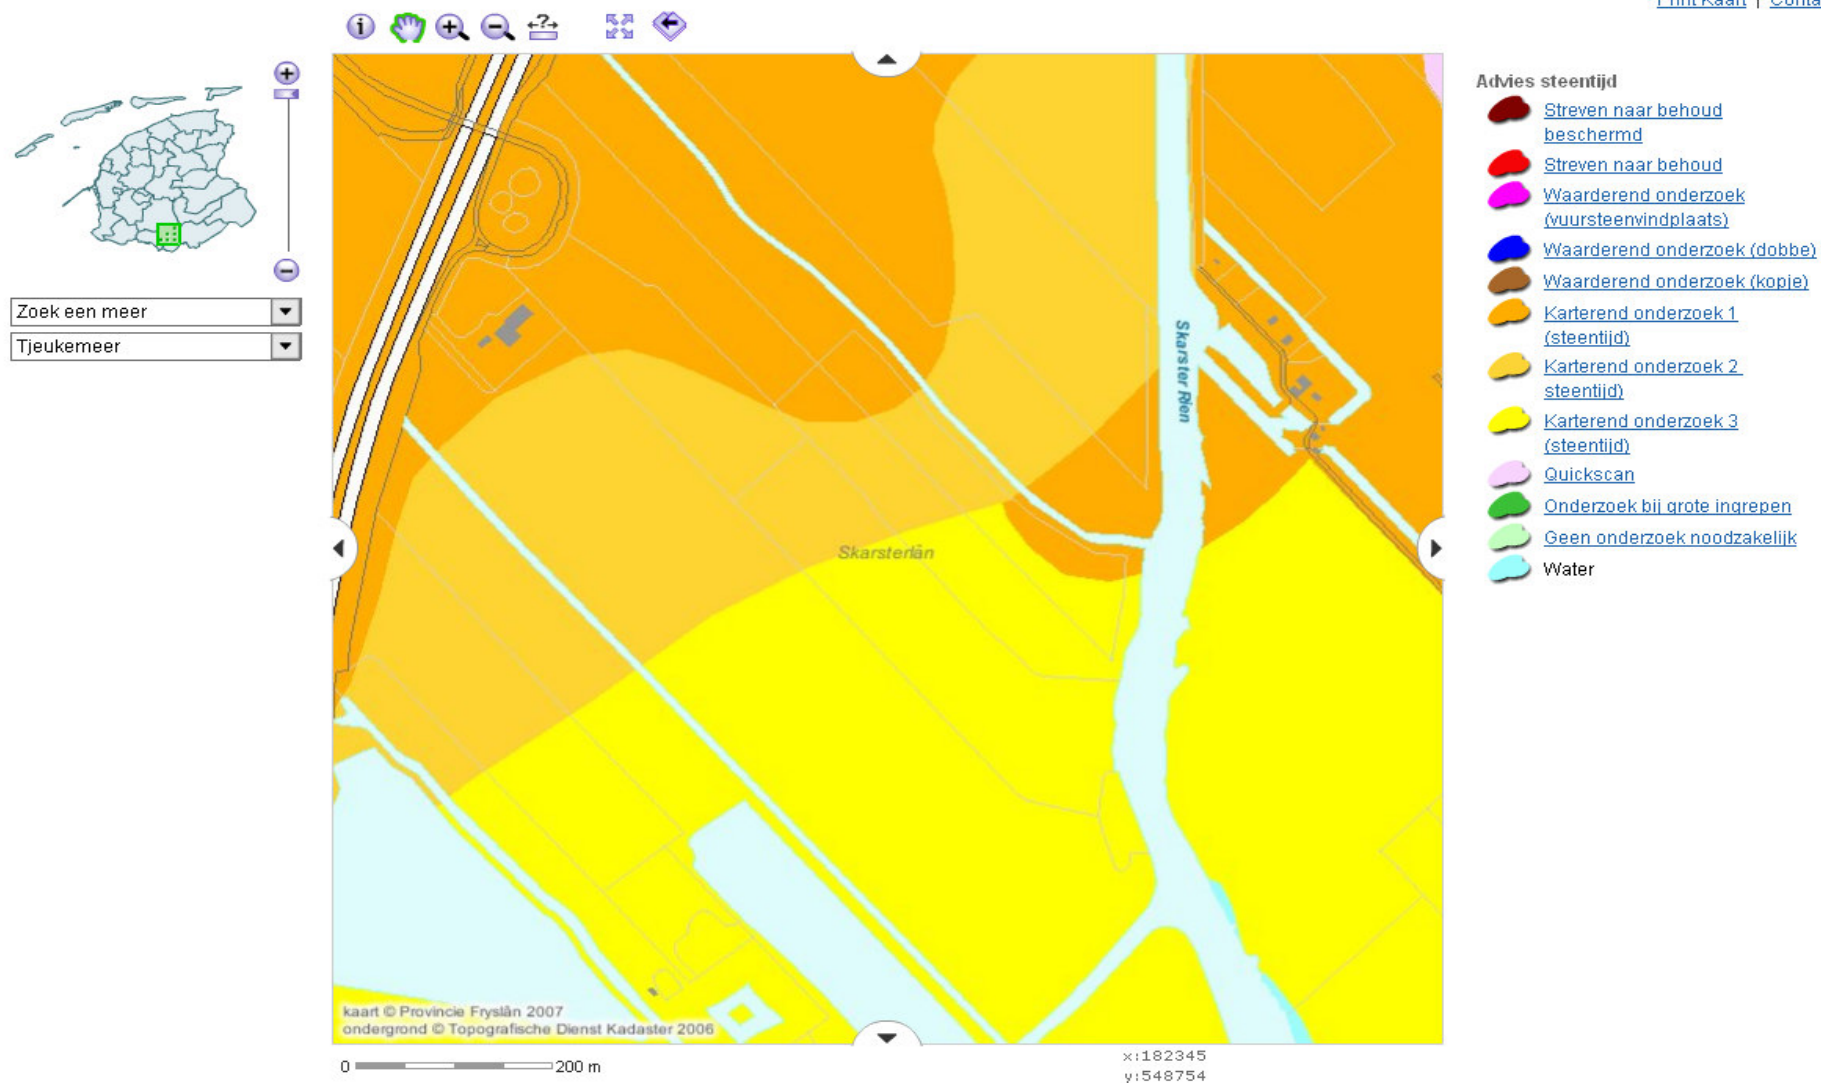 Print Kaart | Conta
Zoek een meer
Tjeukemeer
Skarster Rien
Skarsterlân
kaart © Provincie Fryslân 2007
ondergrond © Topografische Dienst Kadaster 2006
0 200 m
x:182345
y:548754
Advies steentijd
Streven naar behoud
beschermd
Streven naar behoud
Waarderend onderzoek
(vuursteenvindplaats)
Waarderend onderzoek (dobbe)
Waarderend onderzoek (kopje)
Karterend onderzoek 1
(steentijd)
Karterend onderzoek 2
steentijd)
Karterend onderzoek 3
(steentijd)
Quickscan
Onderzoek bij grote ingrepen
Geen onderzoek noodzakelijk
Water